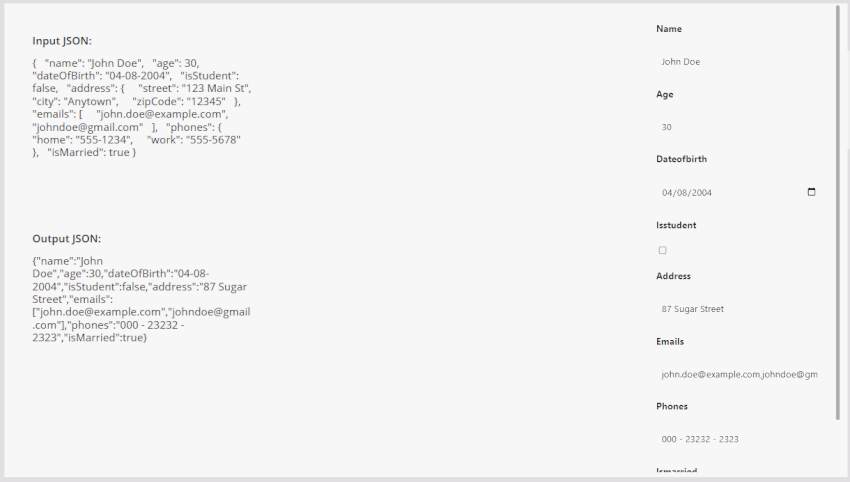 Input JSON:
{   "name": "John Doe",   "age": 30,
"dateOfBirth": "04-08-2004",   "isStudent":
false,   "address": {     "street": "123 Main St",
"city": "Anytown",     "zipCode": "12345"   },
"emails": [     "john.doe@example.com",
"johndoe@gmail.com"   ],   "phones": {
"home": "555-1234",     "work": "555-5678"
},   "isMarried": true }
Output JSON:
{"name":"John
Doe","age":30,"dateOfBirth":"04-08-
2004","isStudent":false,"address":"87 Sugar
Street","emails":
["john.doe@example.com","johndoe@gmail
.com"],"phones":"000 - 23232 -
2323","isMarried":true}
Name
John Doe
Age
30
Dateofbirth
04/08/2004
Isstudent
Address
87 Sugar Street
Emails
john.doe@example.com,johndoe@gm
Phones
000 - 23232 - 2323
Ismarried